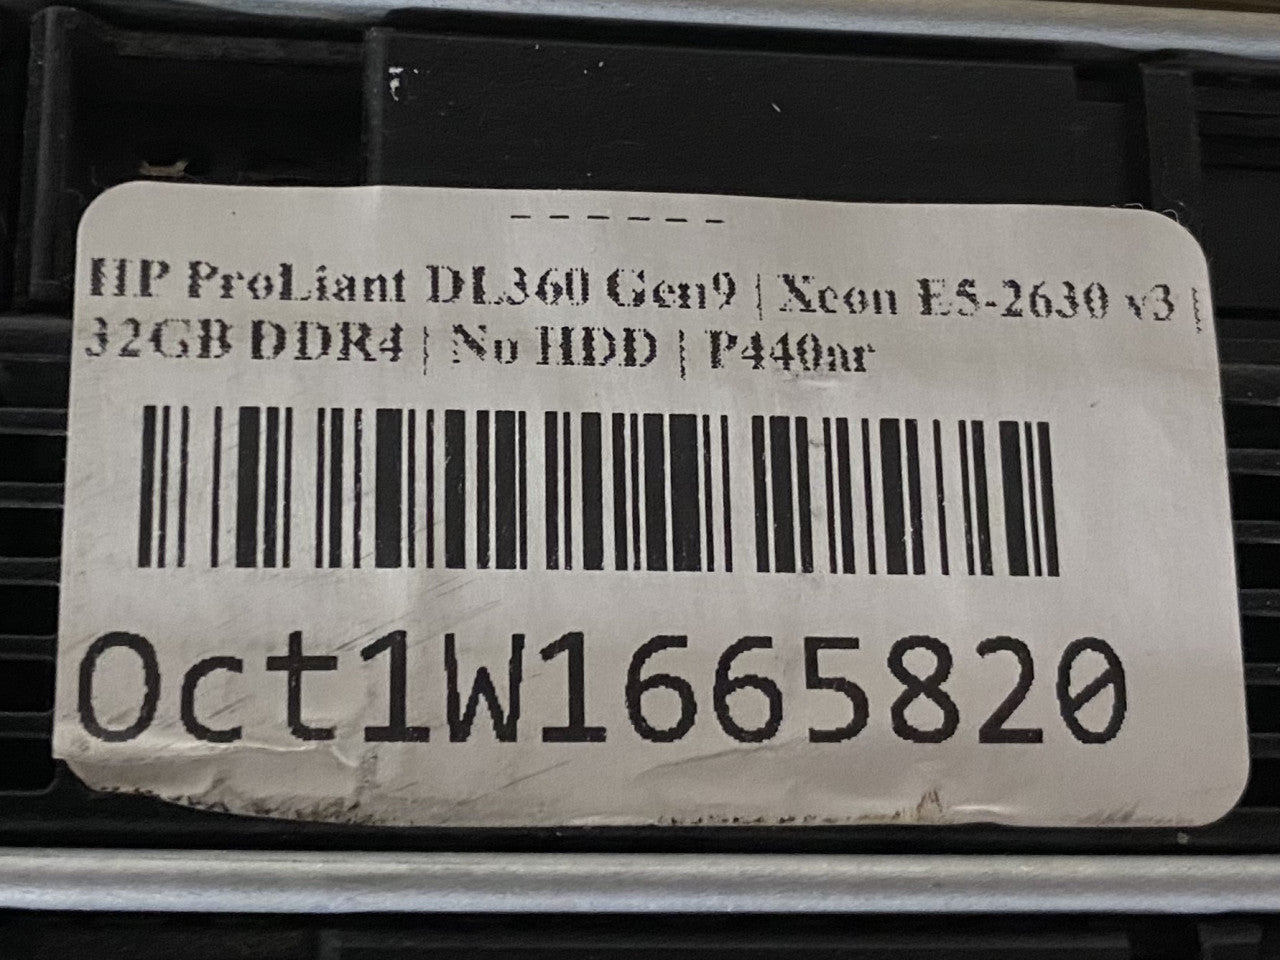 ------
HP ProLiant DL360 Gen9 | Xeon E5-2630 v3 |
32GB DDR4 | No HDD | P440ar
Oct1W1665820